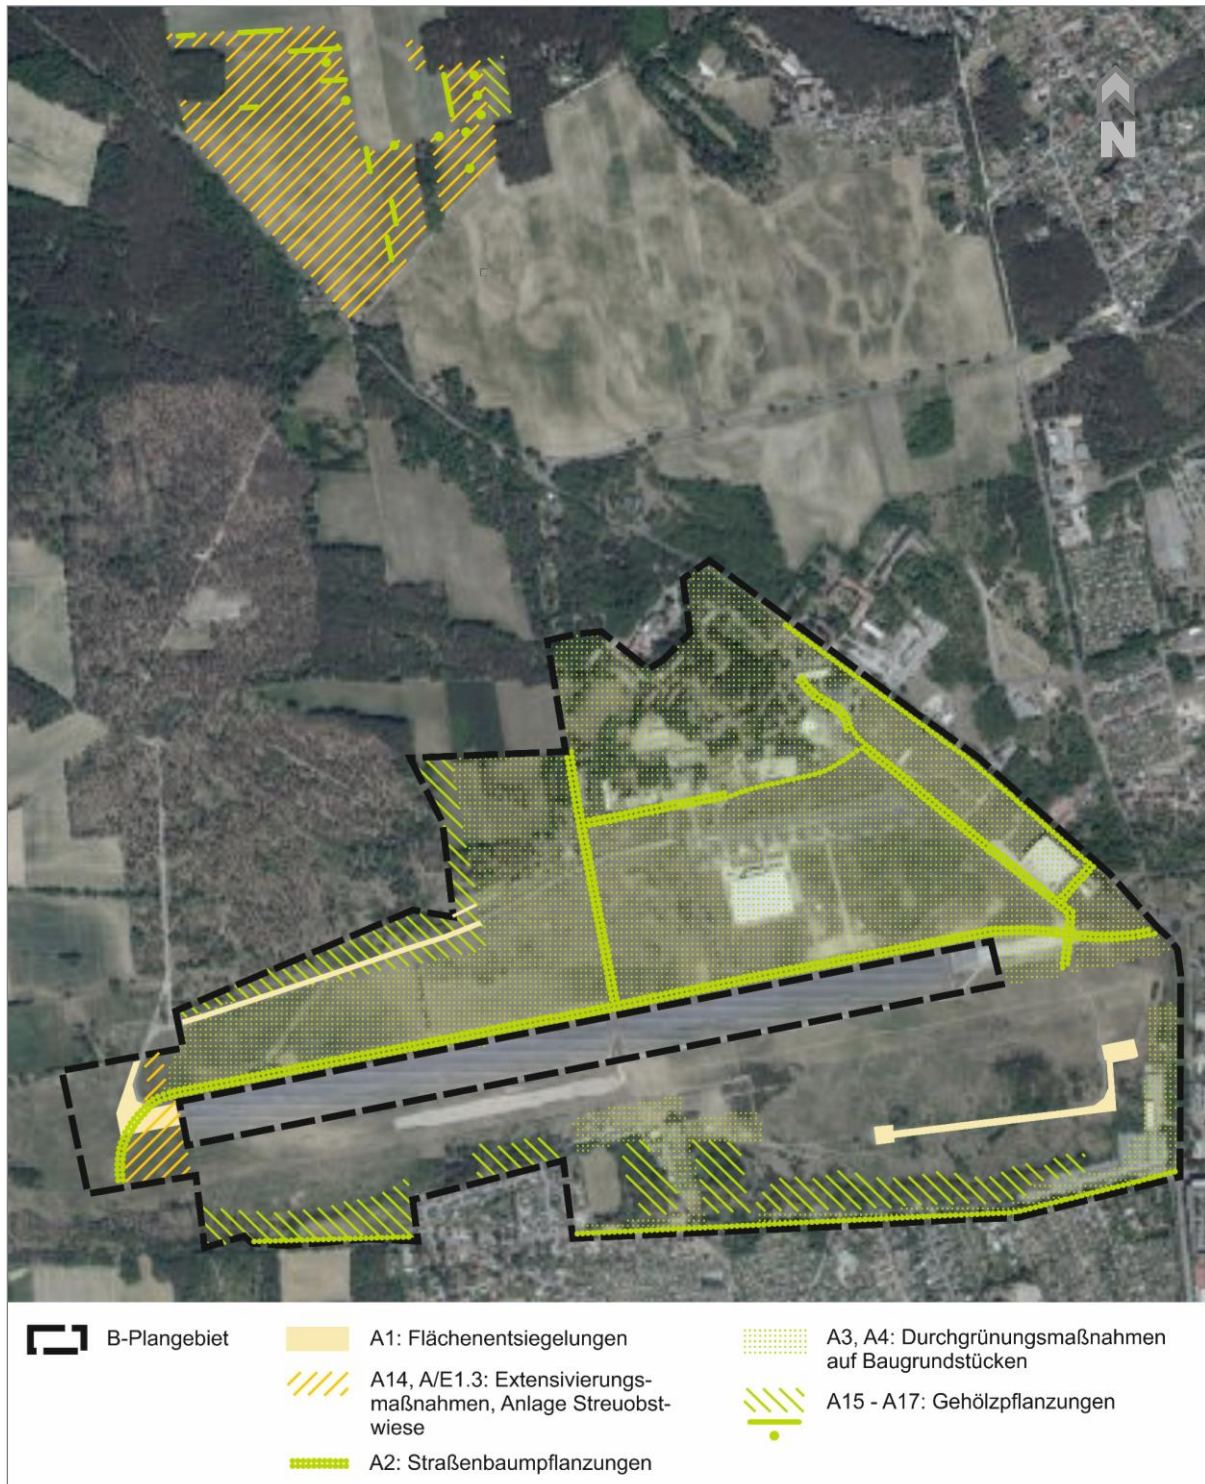 N
B-Plangebiet
A1: Flächenentsiegelungen
A14, A/E1.3: Extensivierungs-
maßnahmen, Anlage Streuobst-
wiese
A2: Straßenbaumpflanzungen
A3, A4: Durchgrünungsmaßnahmen
auf Baugrundstücken
A15 - A17: Gehölzpflanzungen